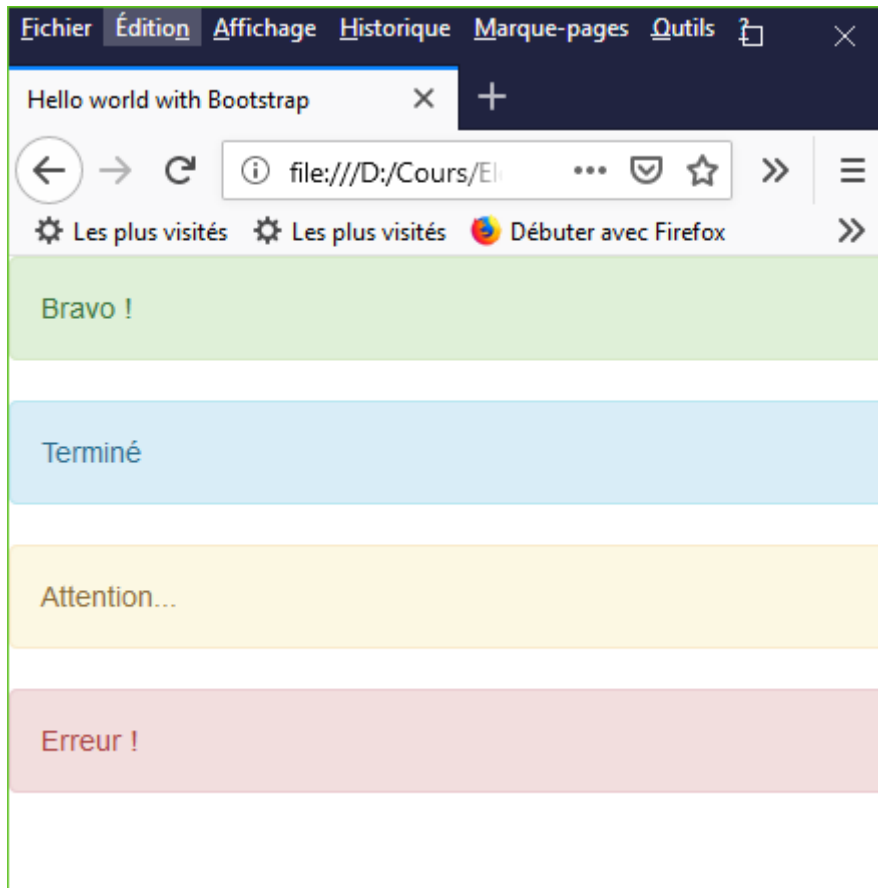 Fichier Édition Affichage Historique Marque-pages Outils ?
Hello world with Bootstrap
file:///D:/Cours/El
Les plus visités Les plus visités Débuter avec Firefox
Bravo !
Terminé
Attention...
Erreur !